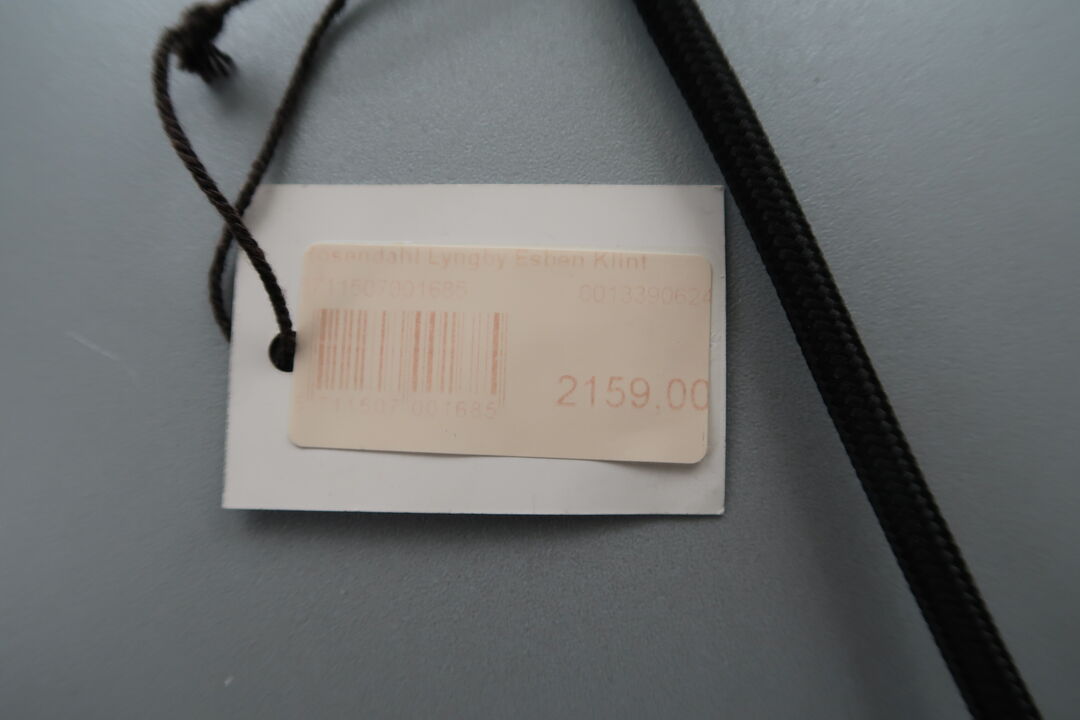 osendahl Lyngby Esben Klint
711507001685
0013390624
2159.00
711507 001685